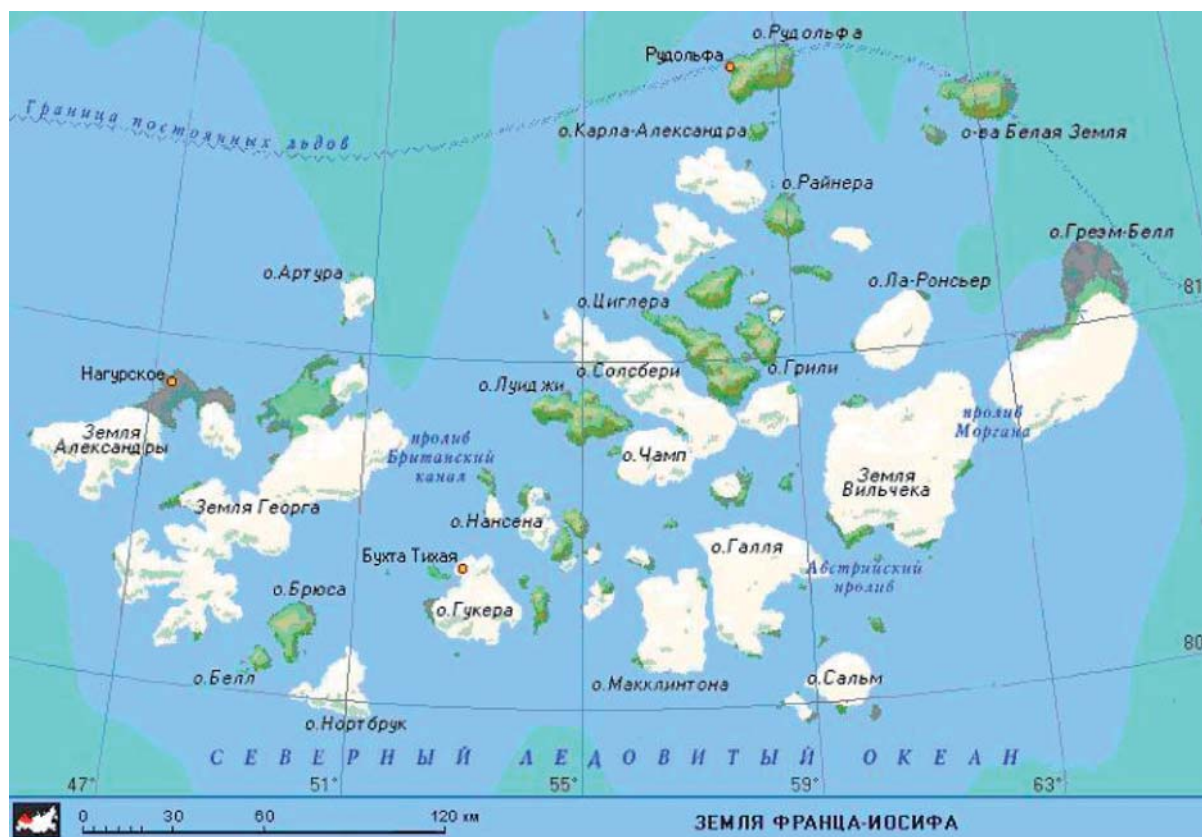 о.Рудольфа
Рудольфа
Граница постоянных льдов
о.Карла-Александра
о-ва Белая Земля
о.Райнера
о.Греэм-Белл
о.Артура
о.Ла-Ронсьер
81
о.Циглера
Нагурское
о.Луиджи
о.Солсбери
о.Грили
Земля
Александры
пролив
Британский
канал
пролив
Моргана
о.Чамп
Земля
Вильчека
Земля Георга
о.Нансена
о.Галля
Бухта Тихая
Австрийский
пролив
о.Брюса
о.Гукера
80
о.Белл
о.Макклинтона
о.Сальм
о.Нортбрук
СЕВЕРНЫЙ ЛЕДОВИТЫЙ ОКЕАН
47° 51° 55° 59° 63°
0 30 60 120 км
ЗЕМЛЯ ФРАНЦА-ИОСИФА